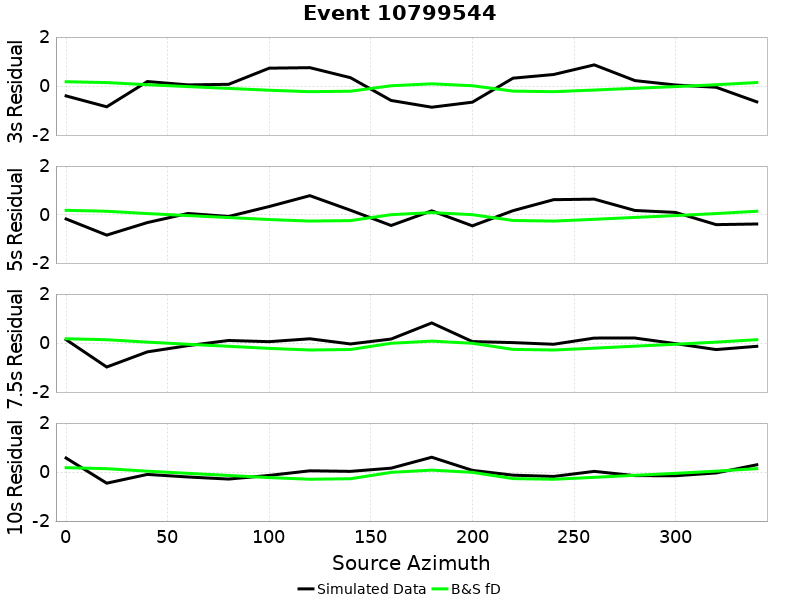 Event 10799544
3s Residual
2
0
-2
5s Residual
2
0
-2
7.5s Residual
2
0
-2
10s Residual
2
0
-2
0 50 100 150 200 250 300
Source Azimuth
Simulated Data B&S fD